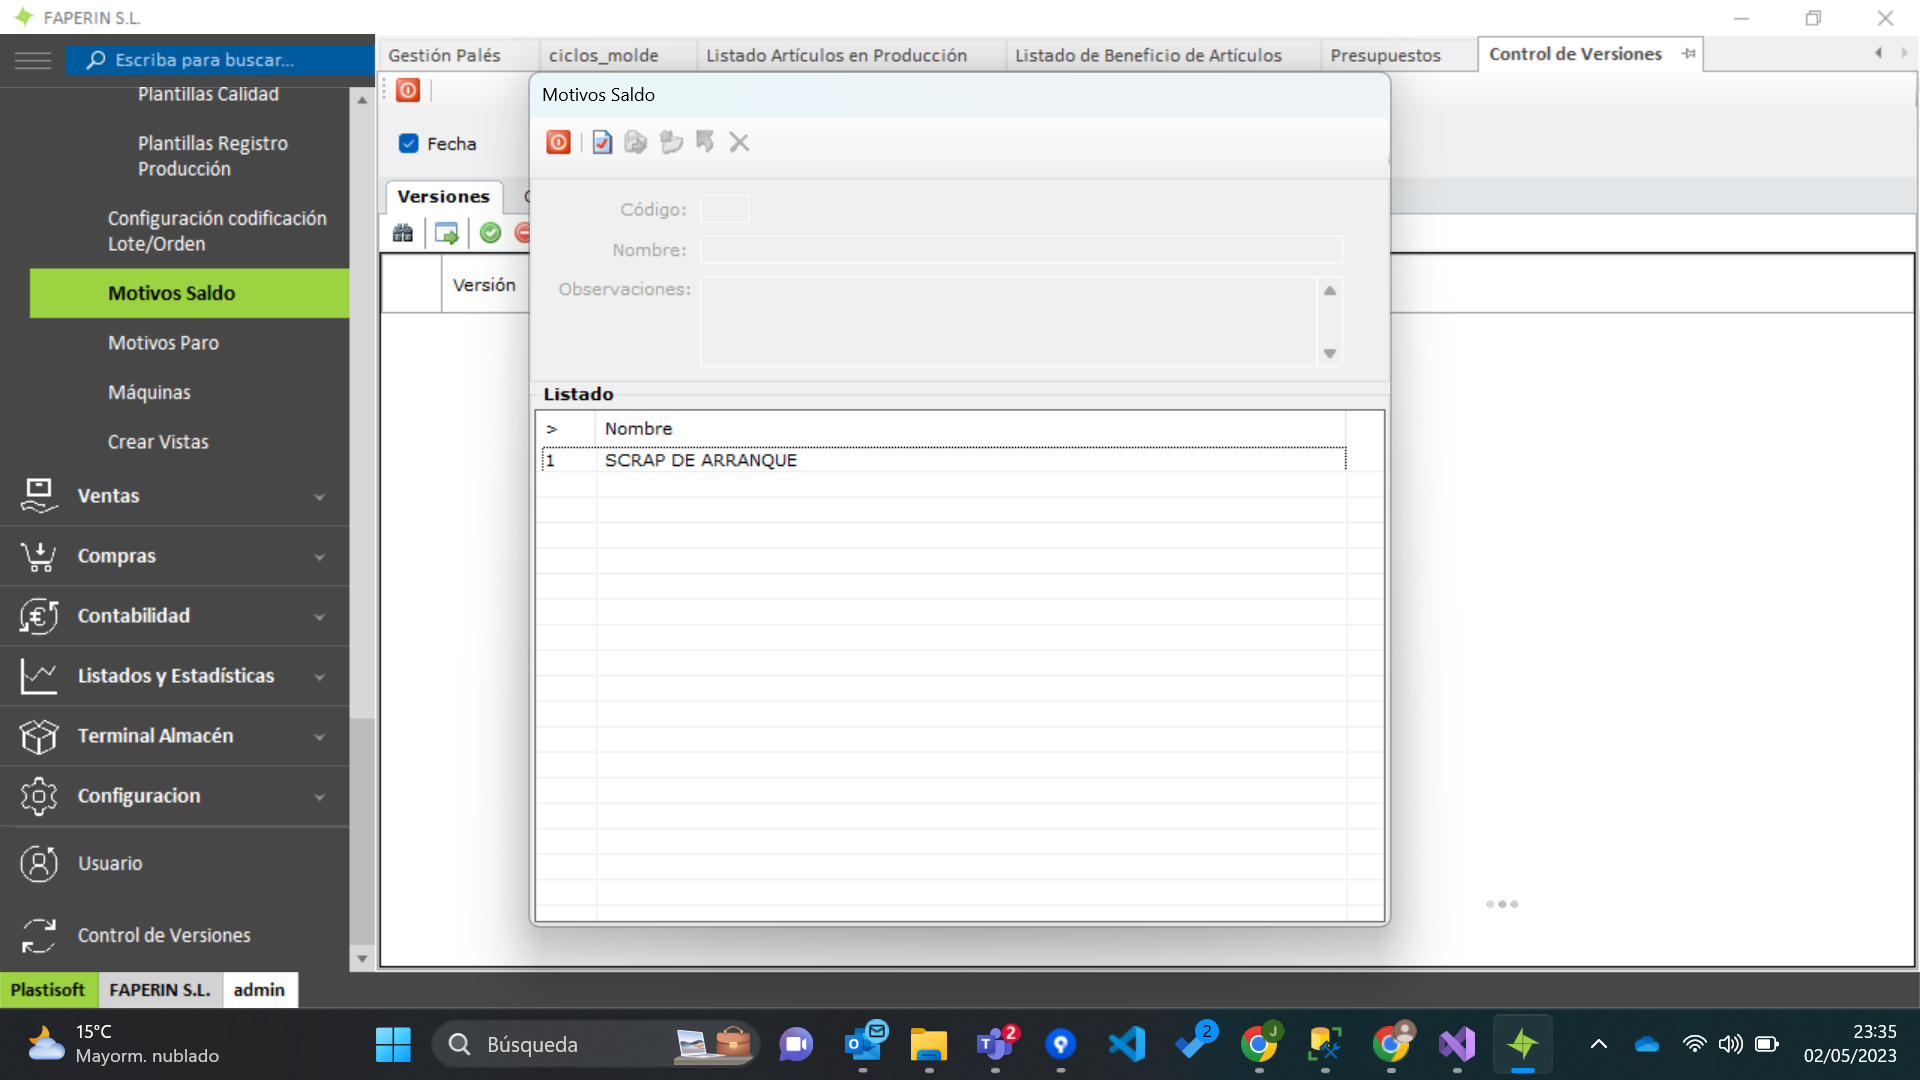 FAPERIN S.L.
Escriba para buscar...
Plantillas Calidad
Plantillas Registro
Producción
Configuración codificación
Lote/Orden
Motivos Saldo
Motivos Paro
Máquinas
Crear Vistas
Ventas
Compras
Contabilidad
Listados y Estadísticas
Terminal Almacén
Configuracion
Usuario
Control de Versiones
Plastisoft FAPERIN S.L. admin
Gestión Palés ciclos_molde Listado Artículos en Producción Listado de Beneficio de Artículos Presupuestos Control de Versiones
Fecha
Versiones
Versión
Motivos Saldo
Código:
Nombre:
Observaciones:
Listado
> Nombre
1 SCRAP DE ARRANQUE
15°C
Mayorm. nublado
Búsqueda
2
2
J
23:35
02/05/2023